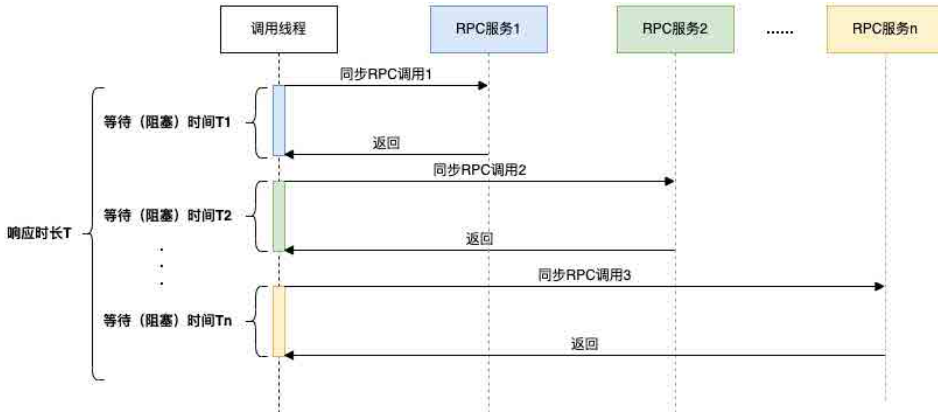 调用线程
RPC服务1
RPC服务2
……
RPC服务n
同步RPC调用1
等待（阻塞）时间T1
返回
同步RPC调用2
等待（阻塞）时间T2
响应时长T
返回
同步RPC调用3
等待（阻塞）时间Tn
返回